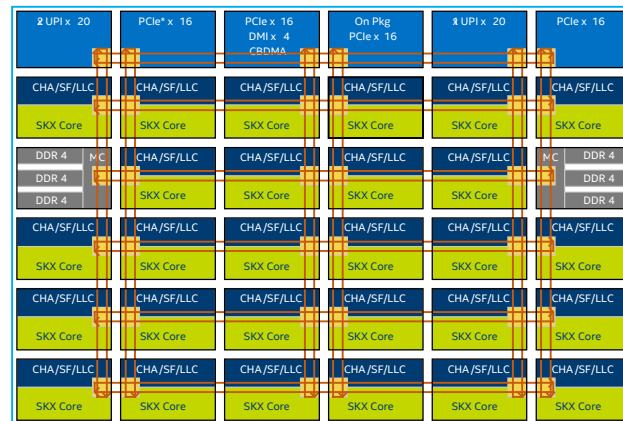 2 UPI x 20
PCIe* x 16
PCIe x 16
DMI x 4
CBDMA
On Pkg
PCIe x 16
1 UPI x 20
PCIe x 16
CHA/SF/LLC
SKX Core
CHA/SF/LLC
SKX Core
CHA/SF/LLC
SKX Core
CHA/SF/LLC
SKX Core
CHA/SF/LLC
SKX Core
CHA/SF/LLC
SKX Core
DDR 4
DDR 4
DDR 4
MC
CHA/SF/LLC
SKX Core
CHA/SF/LLC
SKX Core
CHA/SF/LLC
SKX Core
CHA/SF/LLC
SKX Core
MC
DDR 4
DDR 4
DDR 4
CHA/SF/LLC
SKX Core
CHA/SF/LLC
SKX Core
CHA/SF/LLC
SKX Core
CHA/SF/LLC
SKX Core
CHA/SF/LLC
SKX Core
CHA/SF/LLC
SKX Core
CHA/SF/LLC
SKX Core
CHA/SF/LLC
SKX Core
CHA/SF/LLC
SKX Core
CHA/SF/LLC
SKX Core
CHA/SF/LLC
SKX Core
CHA/SF/LLC
SKX Core
CHA/SF/LLC
SKX Core
CHA/SF/LLC
SKX Core
CHA/SF/LLC
SKX Core
CHA/SF/LLC
SKX Core
CHA/SF/LLC
SKX Core
CHA/SF/LLC
SKX Core